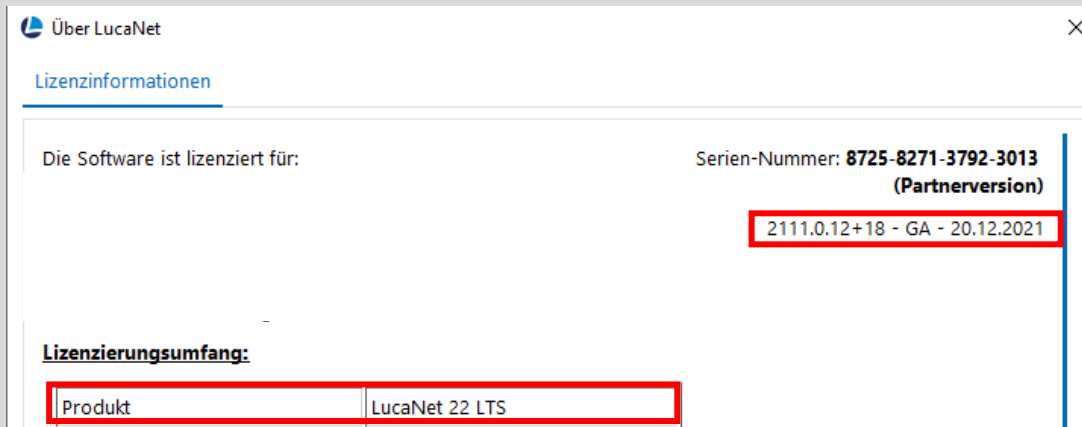 Über LucaNet
Lizenzinformationen
Die Software ist lizenziert für:
Serien-Nummer: 8725-8271-3792-3013
(Partnerversion)
2111.0.12+18 - GA - 20.12.2021
Lizenzierungsumfang:
Produkt LucaNet 22 LTS